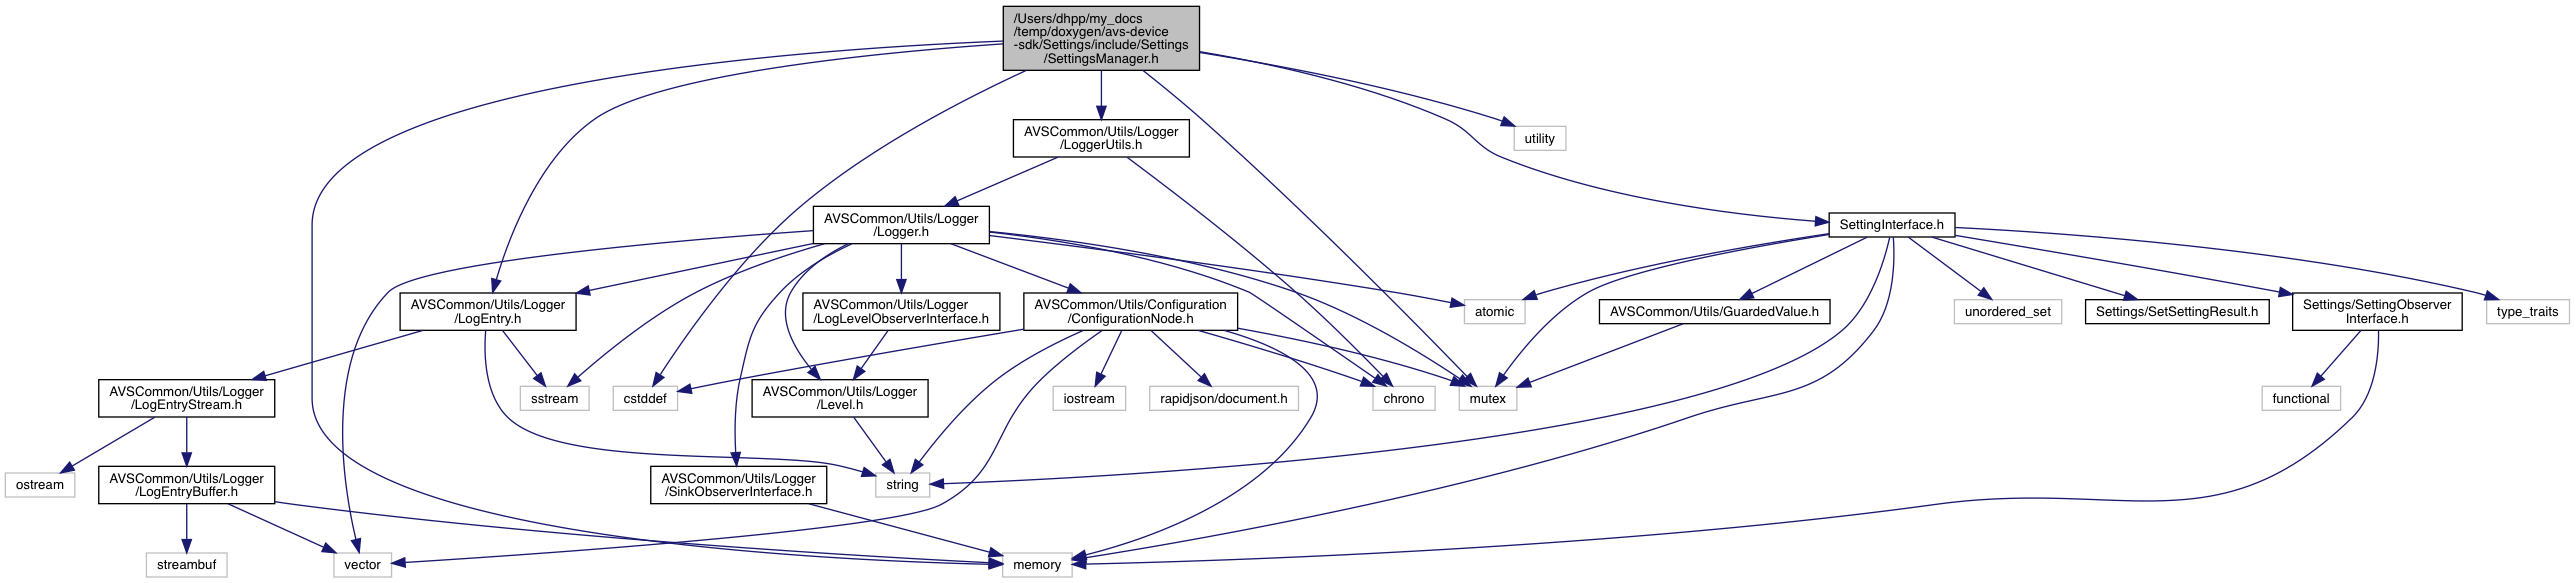 /Users/dhpp/my_docs
/temp/doxygen/avs-device
-sdk/Settings/include/Settings
/SettingsManager.h
AVSCommon/Utils/Logger
/LoggerUtils.h
utility
AVSCommon/Utils/Logger
/Logger.h
SettingInterface.h
AVSCommon/Utils/Logger
/LogEntry.h
AVSCommon/Utils/Logger
/LogLevelObserverInterface.h
AVSCommon/Utils/Configuration
/ConfigurationNode.h
atomic
AVSCommon/Utils/GuardedValue.h
unordered_set
Settings/SetSettingResult.h
Settings/SettingObserver
Interface.h
type_traits
AVSCommon/Utils/Logger
/LogEntryStream.h
sstream
cstddef
AVSCommon/Utils/Logger
/Level.h
iostream
rapidjson/document.h
chrono
mutex
functional
ostream
AVSCommon/Utils/Logger
/LogEntryBuffer.h
AVSCommon/Utils/Logger
/SinkObserverInterface.h
string
streambuf
vector
memory